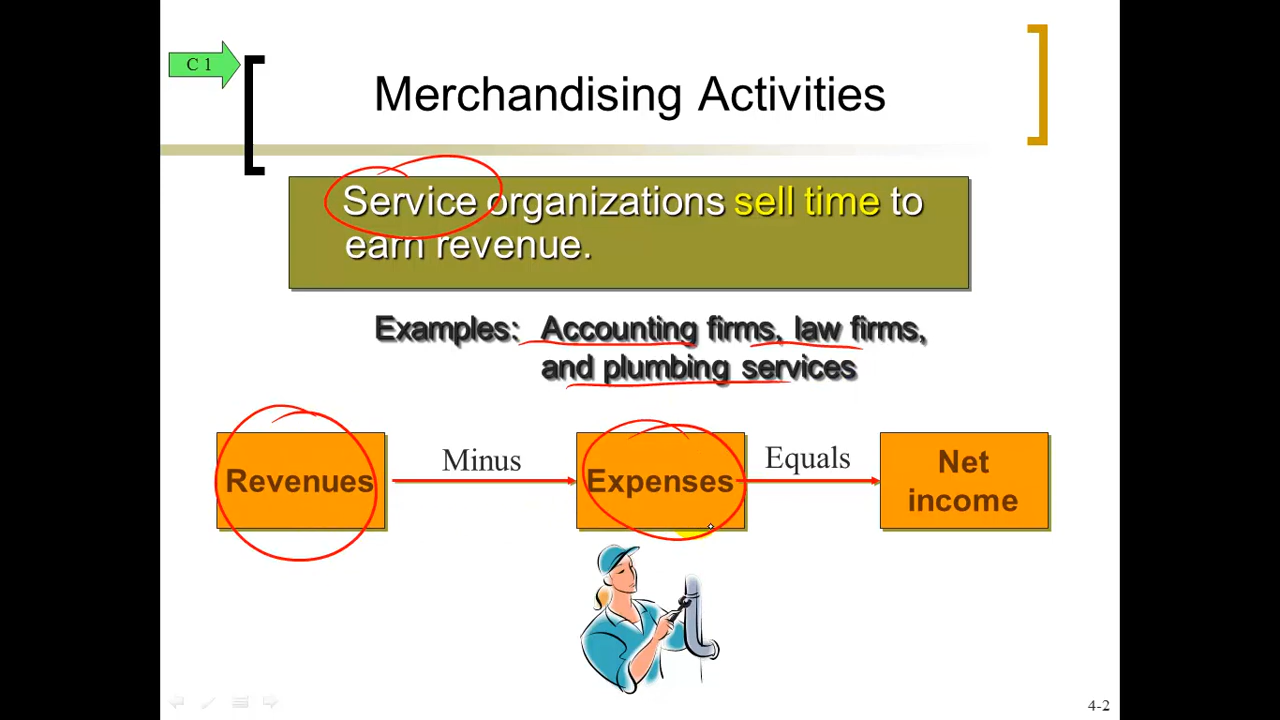 C 1
Merchandising Activities
Service organizations sell time to
earn revenue.
Examples: Accounting firms, law firms,
and plumbing services
Revenues
Minus
Expenses
Equals
Net
income
4-2